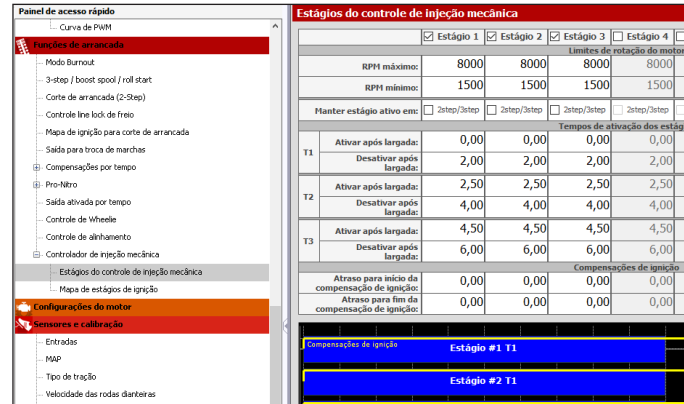 Painel de acesso rápido
Curva de PWM
Funções de arrancada
Modo Burnout
3-step / boost spool / roll start
Corte de arrancada (2-Step)
Controle line lock de freio
Mapa de ignição para corte de arrancada
Saída para troca de marchas
Compensações por tempo
Pro-Nitro
Saída ativada por tempo
Controle de Wheelie
Controle de alinhamento
Controlador de injeção mecânica
Estágios do controle de injeção mecânica
Mapa de estágios de ignição
Configurações do motor
Sensores e calibração
Entradas
MAP
Tipo de tração
Velocidade das rodas dianteiras
Estágios do controle de injeção mecânica
Estágio 1 Estágio 2 Estágio 3 Estágio 4
Limites de rotação do motor
RPM máximo: 8000 8000 8000 8000
RPM mínimo: 1500 1500 1500 1500
Manter estágio ativo em: 2step/3step 2step/3step 2step/3step 2step/3step
Tempos de ativação dos estág
T1
Ativar após largada: 0,00 0,00 0,00 0,00
Desativar após
largada: 2,00 2,00 2,00 2,00
T2
Ativar após largada: 2,50 2,50 2,50 2,50
Desativar após
largada: 4,00 4,00 4,00 4,00
T3
Ativar após largada: 4,50 4,50 4,50 4,50
Desativar após
largada: 6,00 6,00 6,00 6,00
Compensações de ignição
Atraso para início da
compensação de ignição: 0,00 0,00 0,00 0,00
Atraso para fim da
compensação de ignição: 0,00 0,00 0,00 0,00
Compensações de ignição
Estágio #1 T1
Estágio #2 T1